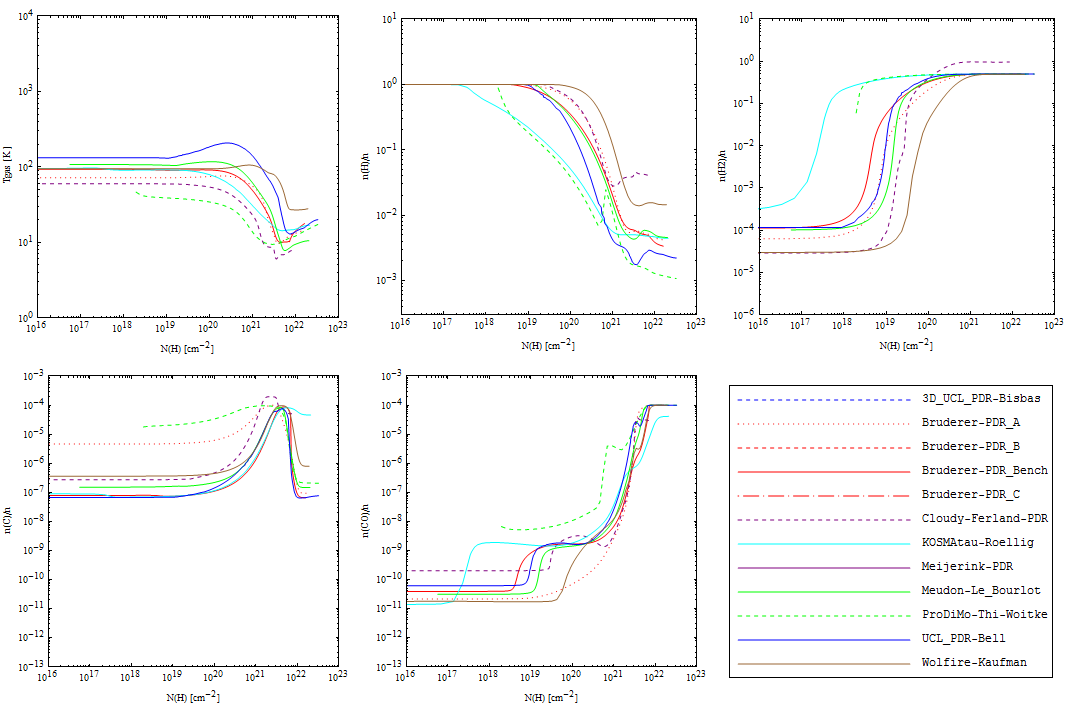 10^4
10^3
10^2
10^1
10^0
Tgas [K]
10^16 10^17 10^18 10^19 10^20 10^21 10^22 10^23
N(H) [cm^-2]
10^1
10^0
10^-1
10^-2
10^-3
n(H)/n
10^16 10^17 10^18 10^19 10^20 10^21 10^22 10^23
N(H) [cm^-2]
10^1
10^0
10^-1
10^-2
10^-3
10^-4
10^-5
10^-6
n(H2)/n
10^16 10^17 10^18 10^19 10^20 10^21 10^22 10^23
N(H) [cm^-2]
10^-3
10^-4
10^-5
10^-6
10^-7
10^-8
10^-9
10^-10
10^-11
10^-12
10^-13
n(C)/n
10^16 10^17 10^18 10^19 10^20 10^21 10^22 10^23
N(H) [cm^-2]
10^-3
10^-4
10^-5
10^-6
10^-7
10^-8
10^-9
10^-10
10^-11
10^-12
10^-13
n(CO)/n
10^16 10^17 10^18 10^19 10^20 10^21 10^22 10^23
N(H) [cm^-2]
3D_UCL_PDR-Bisbas
Bruderer-PDR_A
Bruderer-PDR_B
Bruderer-PDR_Bench
Bruderer-PDR_C
Cloudy-Ferland-PDR
KOSMAtau-Roellig
Meijerink-PDR
Meudon-Le_Bourlot
ProDiMo-Thi-Woitke
UCL_PDR-Bell
Wolfire-Kaufman